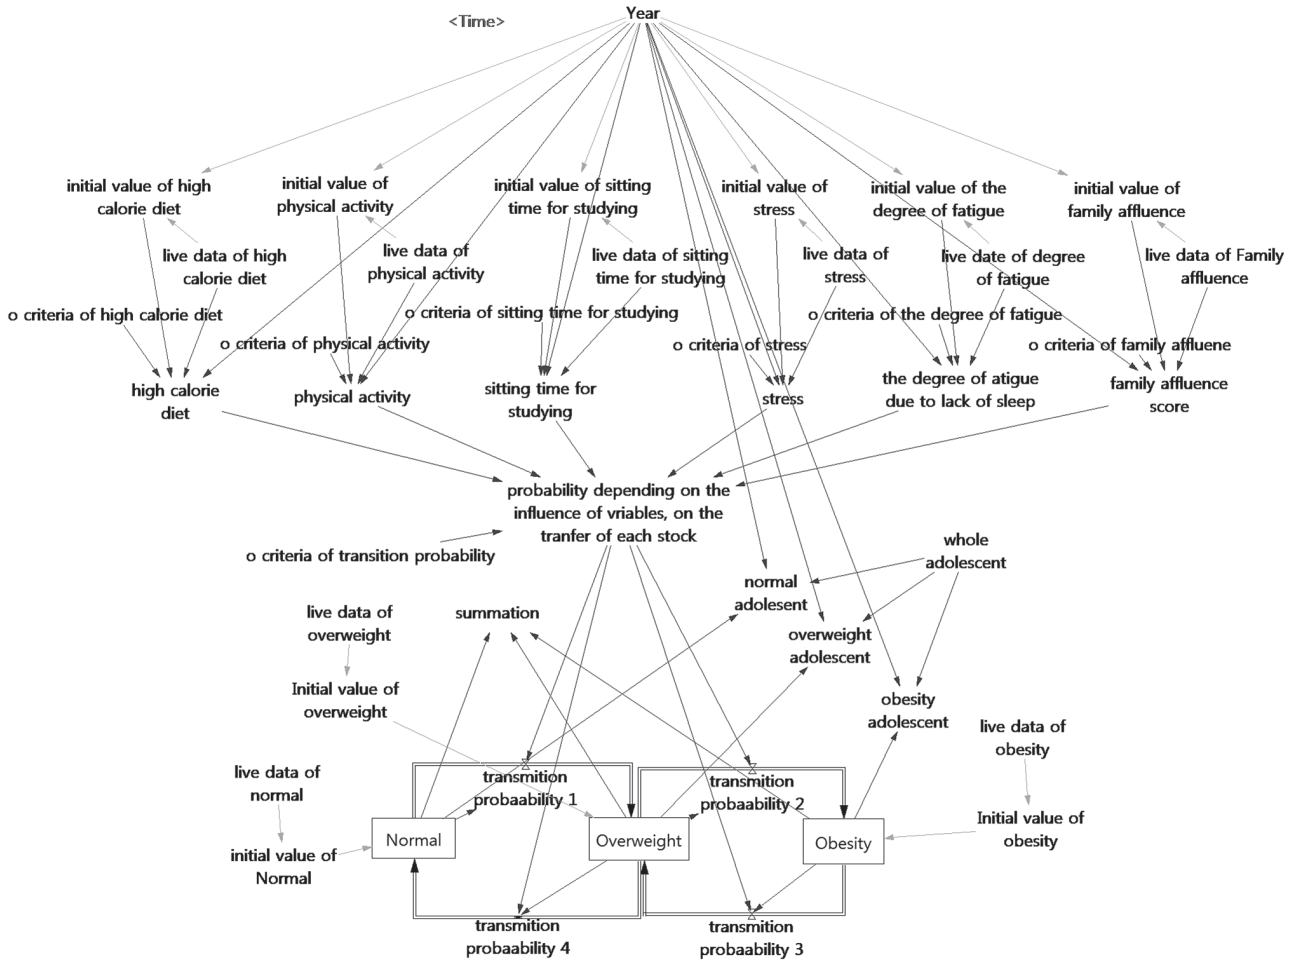 <Time>
Year
initial value of high
calorie diet
initial value of
physical activity
initial value of sitting
time for studying
initial value of
stress
initial value of the
degree of fatigue
initial value of
family affluence
live data of high
calorie diet
live data of
physical activity
live data of sitting
time for studying
live data of
stress
live date of degree
of fatigue
live data of Family
affluence
o criteria of high calorie diet
o criteria of physical activity
o criteria of sitting time for studying
o criteria of stress
o criteria of the degree of fatigue
o criteria of family affluene
high calorie
diet
physical activity
sitting time for
studying
stress
the degree of atigue
due to lack of sleep
family affluence
score
probability depending on the
influence of vriables, on the
tranfer of each stock
o criteria of transition probability
whole
adolescent
normal
adolesent
overweight
adolescent
obesity
adolescent
live data of
overweight
summation
Initial value of
overweight
live data of
normal
initial value of
Normal
live data of
obesity
Initial value of
obesity
transmition
probaability 1
transmition
probaability 2
Normal
Overweight
Obesity
transmition
probaability 4
transmition
probaability 3